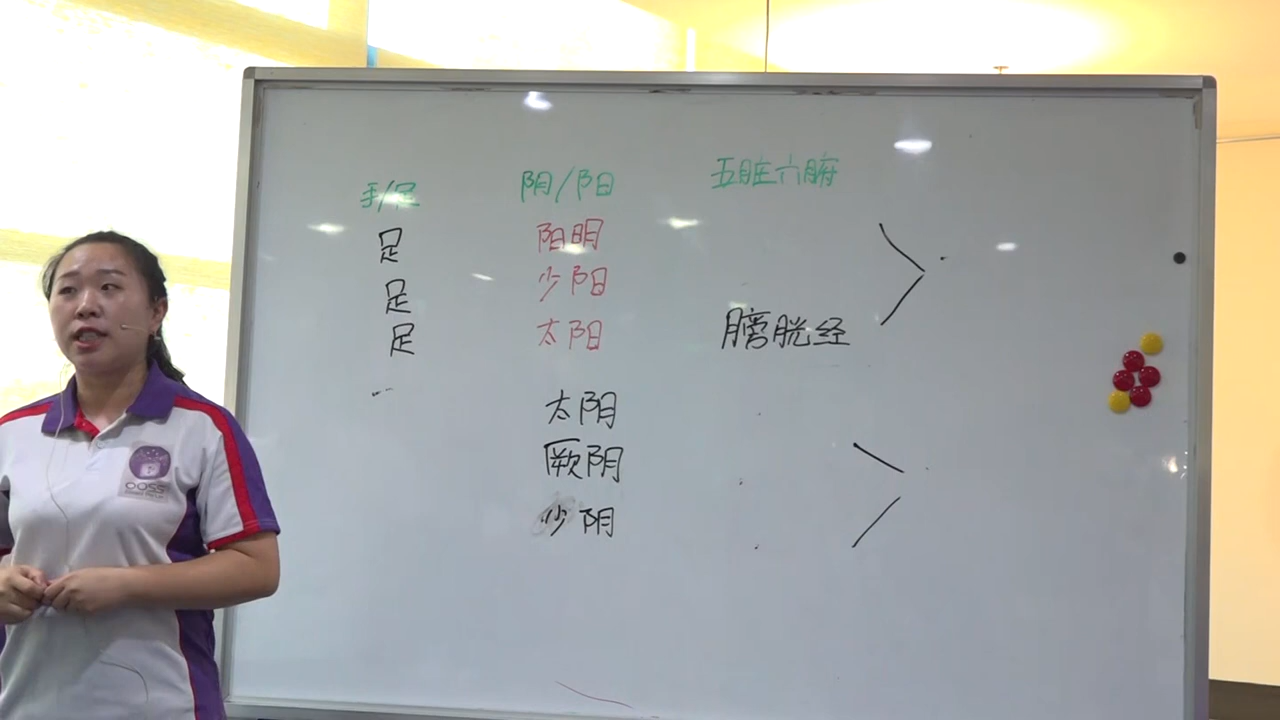 手/足 阴/阳 五脏六腑
足 阳明
足 少阳
足 太阳 膀胱经
太阴
厥阴
少阴
OOSS